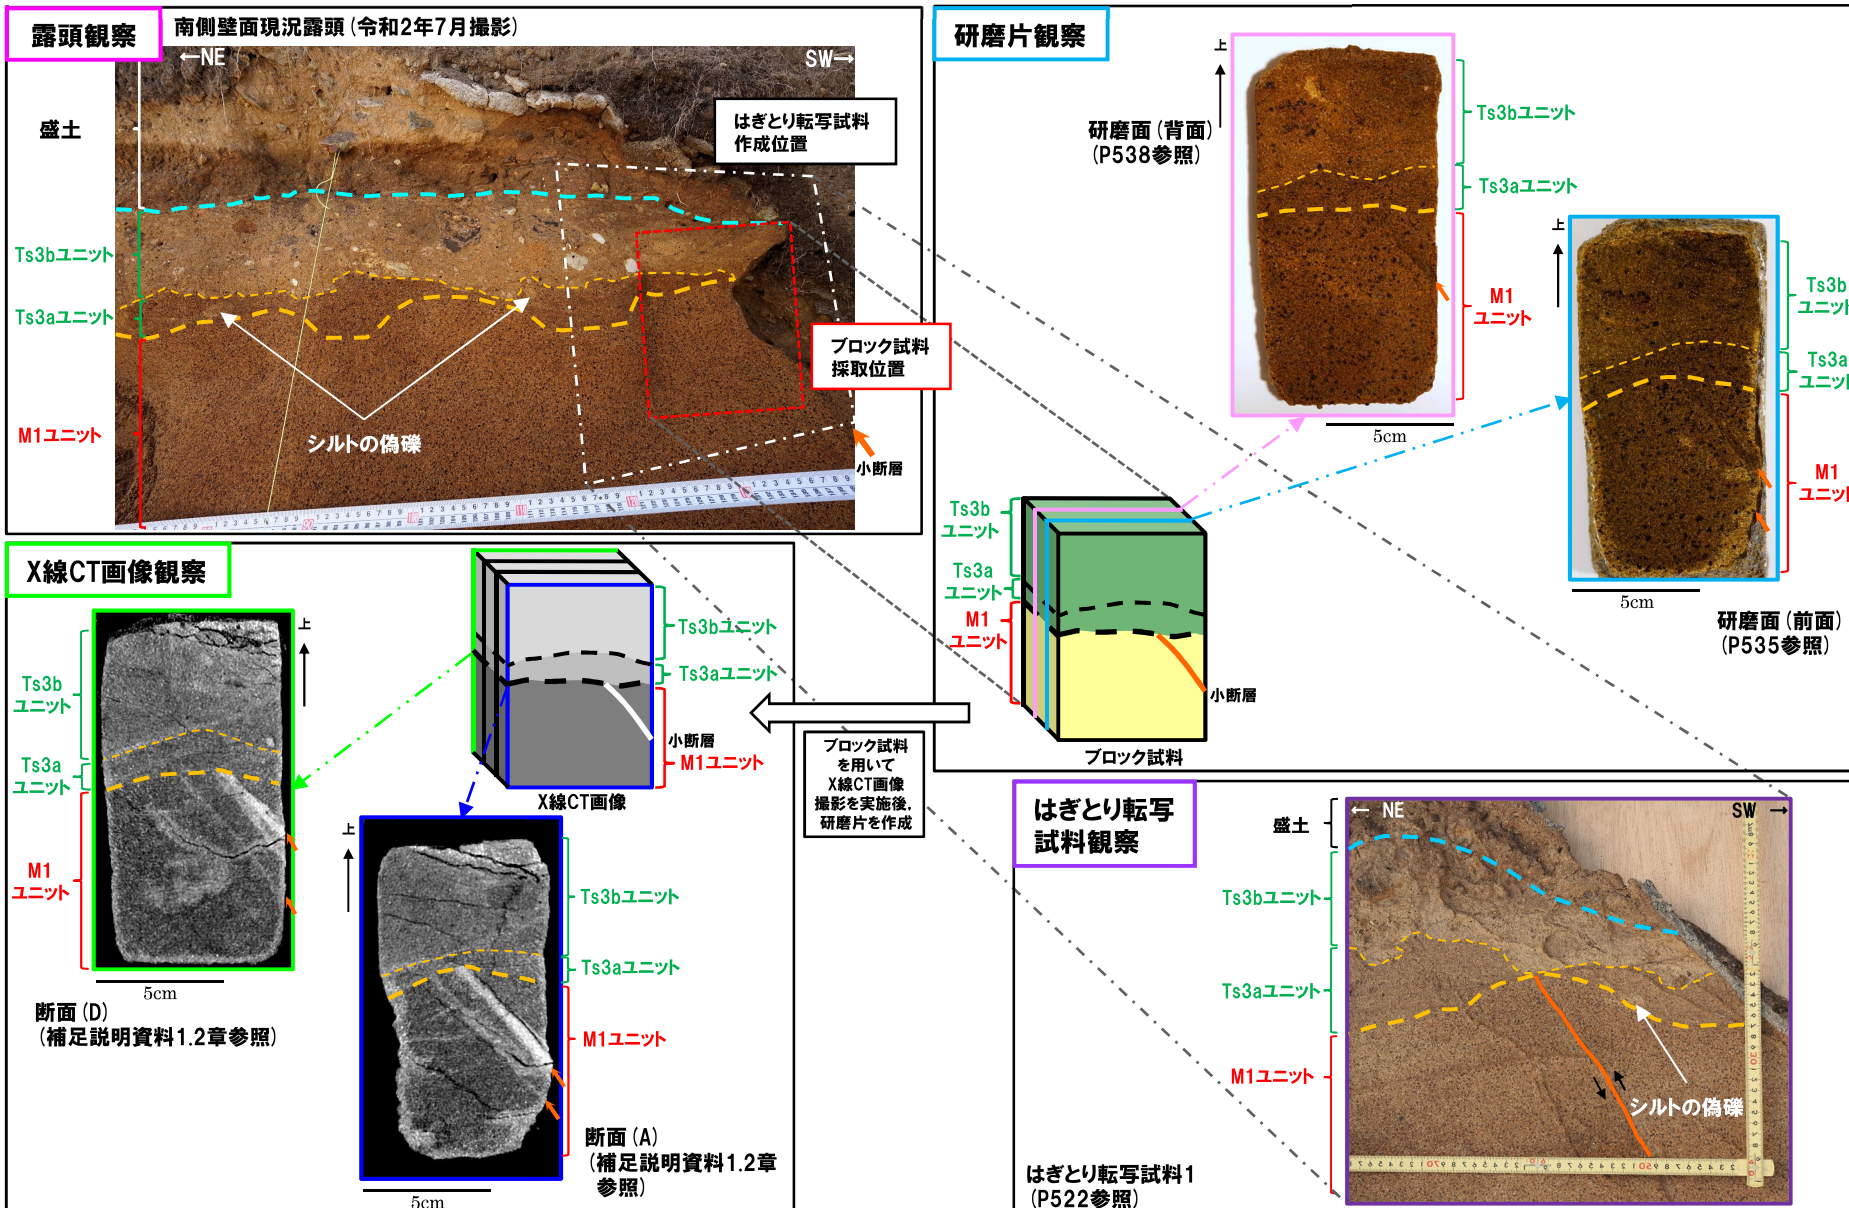 露頭観察
南側壁面現況露頭(令和2年7月撮影)
←NE
SW→
盛土
はぎとり転写試料
作成位置
Ts3bユニット
Ts3aユニット
M1ユニット
シルトの偽礫
ブロック試料
採取位置
小断層
研磨片観察
上
研磨面(背面)
(P538参照)
Ts3bユニット
Ts3aユニット
M1
ユニット
5cm
上
Ts3b
ユニット
Ts3a
ユニット
M1
ユニット
5cm
研磨面(前面)
(P535参照)
Ts3b
ユニット
Ts3a
ユニット
M1
ユニット
小断層
ブロック試料
X線CT画像観察
上
Ts3b
ユニット
Ts3a
ユニット
M1
ユニット
5cm
断面(D)
(補足説明資料1.2章参照)
Ts3bユニット
Ts3aユニット
小断層
M1ユニット
X線CT画像
ブロック試料
を用いて
X線CT画像
撮影を実施後,
研磨片を作成
上
Ts3bユニット
Ts3aユニット
M1ユニット
5cm
断面(A)
(補足説明資料1.2章
参照)
はぎとり転写
試料観察
← NE
SW →
盛土
Ts3bユニット
Ts3aユニット
M1ユニット
シルトの偽礫
はぎとり転写試料1
(P522参照)